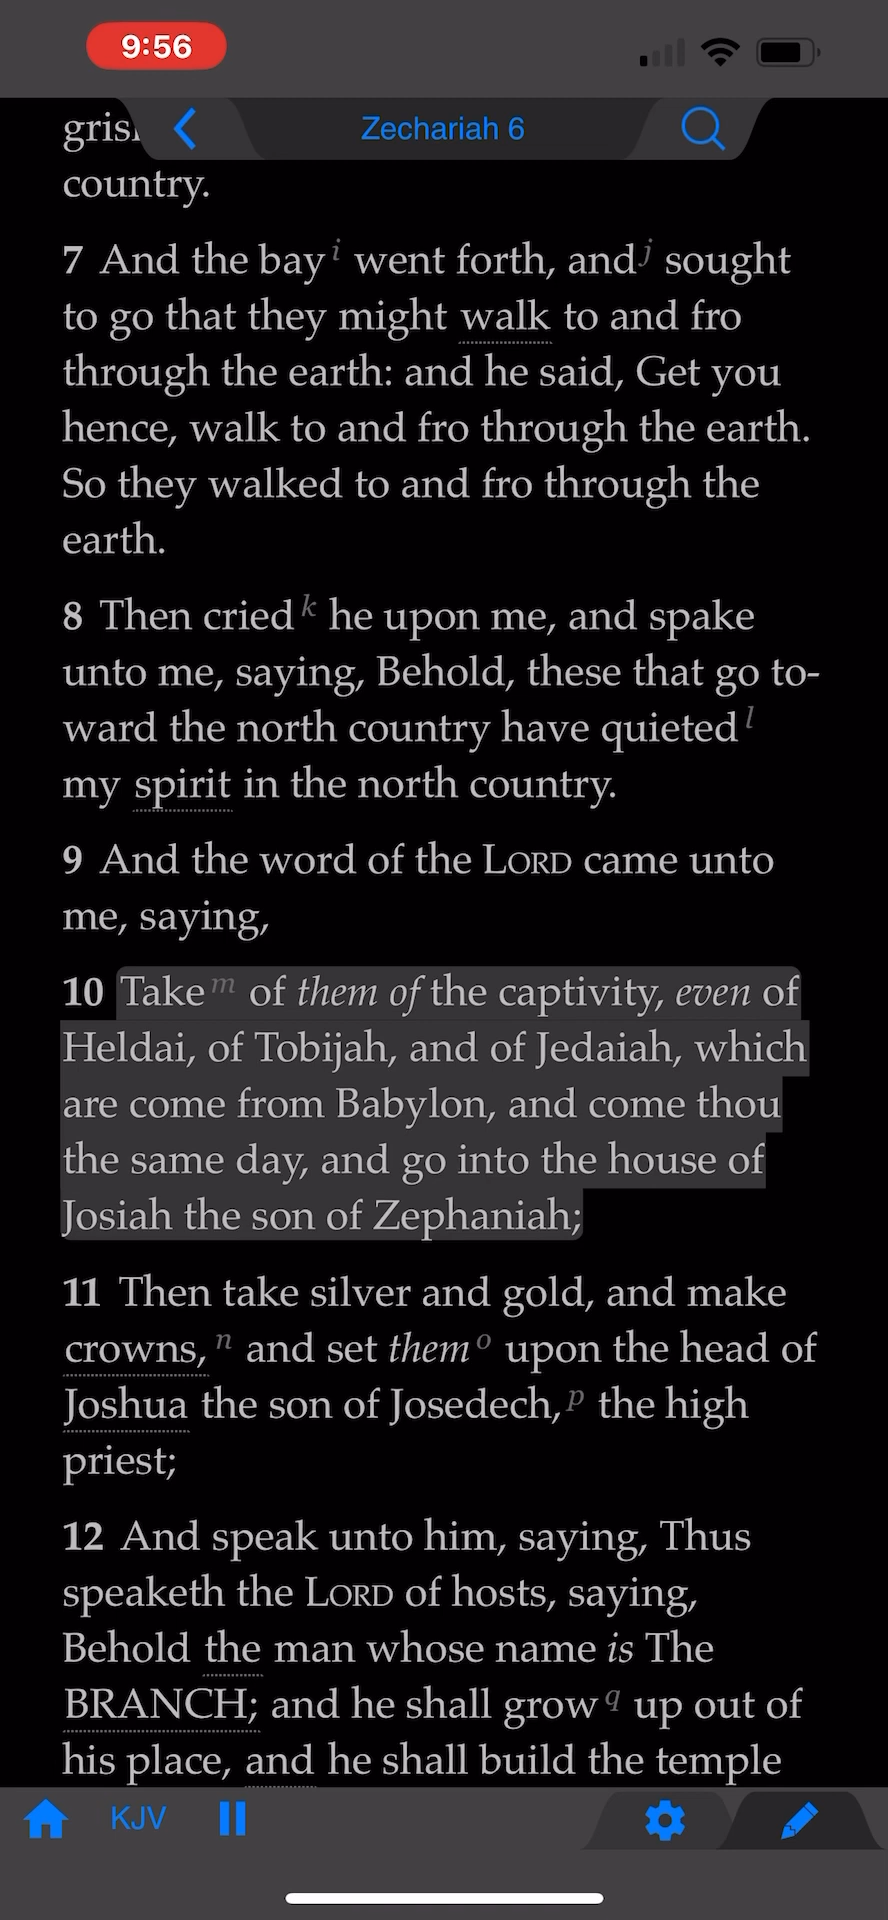 9:56
Zechariah 6
country.
7 And the bay i went forth, and j sought
to go that they might walk to and fro
through the earth: and he said, Get you
hence, walk to and fro through the earth.
So they walked to and fro through the
earth.
8 Then cried k he upon me, and spake
unto me, saying, Behold, these that go to-
ward the north country have quieted l
my spirit in the north country.
9 And the word of the LORD came unto
me, saying,
10 Take m of them of the captivity, even of
Heldai, of Tobijah, and of Jedaiah, which
are come from Babylon, and come thou
the same day, and go into the house of
Josiah the son of Zephaniah;
11 Then take silver and gold, and make
crowns, n and set them o upon the head of
Joshua the son of Josedech, p the high
priest;
12 And speak unto him, saying, Thus
speaketh the LORD of hosts, saying,
Behold the man whose name is The
BRANCH; and he shall grow q up out of
his place, and he shall build the temple
KJV